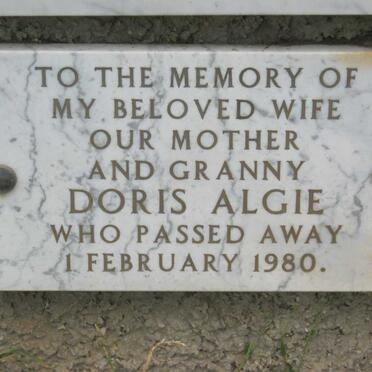 TO THE MEMORY OF
MY BELOVED WIFE
OUR MOTHER
AND GRANNY
DORIS ALGIE
WHO PASSED AWAY
1 FEBRUARY 1980.